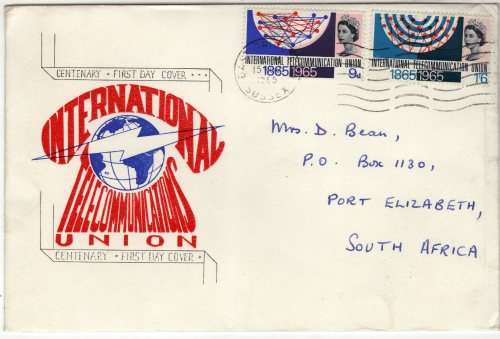 INTERNATIONAL TELECOMMUNICATION UNION
1865 1965 9d
INTERNATIONAL TELECOMMUNICATION UNION
1865 1965 1/6
SUSSEX
CENTENARY • FIRST DAY COVER
INTERNATIONAL
TELECOMMUNICATIONS
UNION
CENTENARY • FIRST DAY COVER
Mrs. D. Bean,
P.O. Box 1130,
PORT ELIZABETH,
SOUTH AFRICA